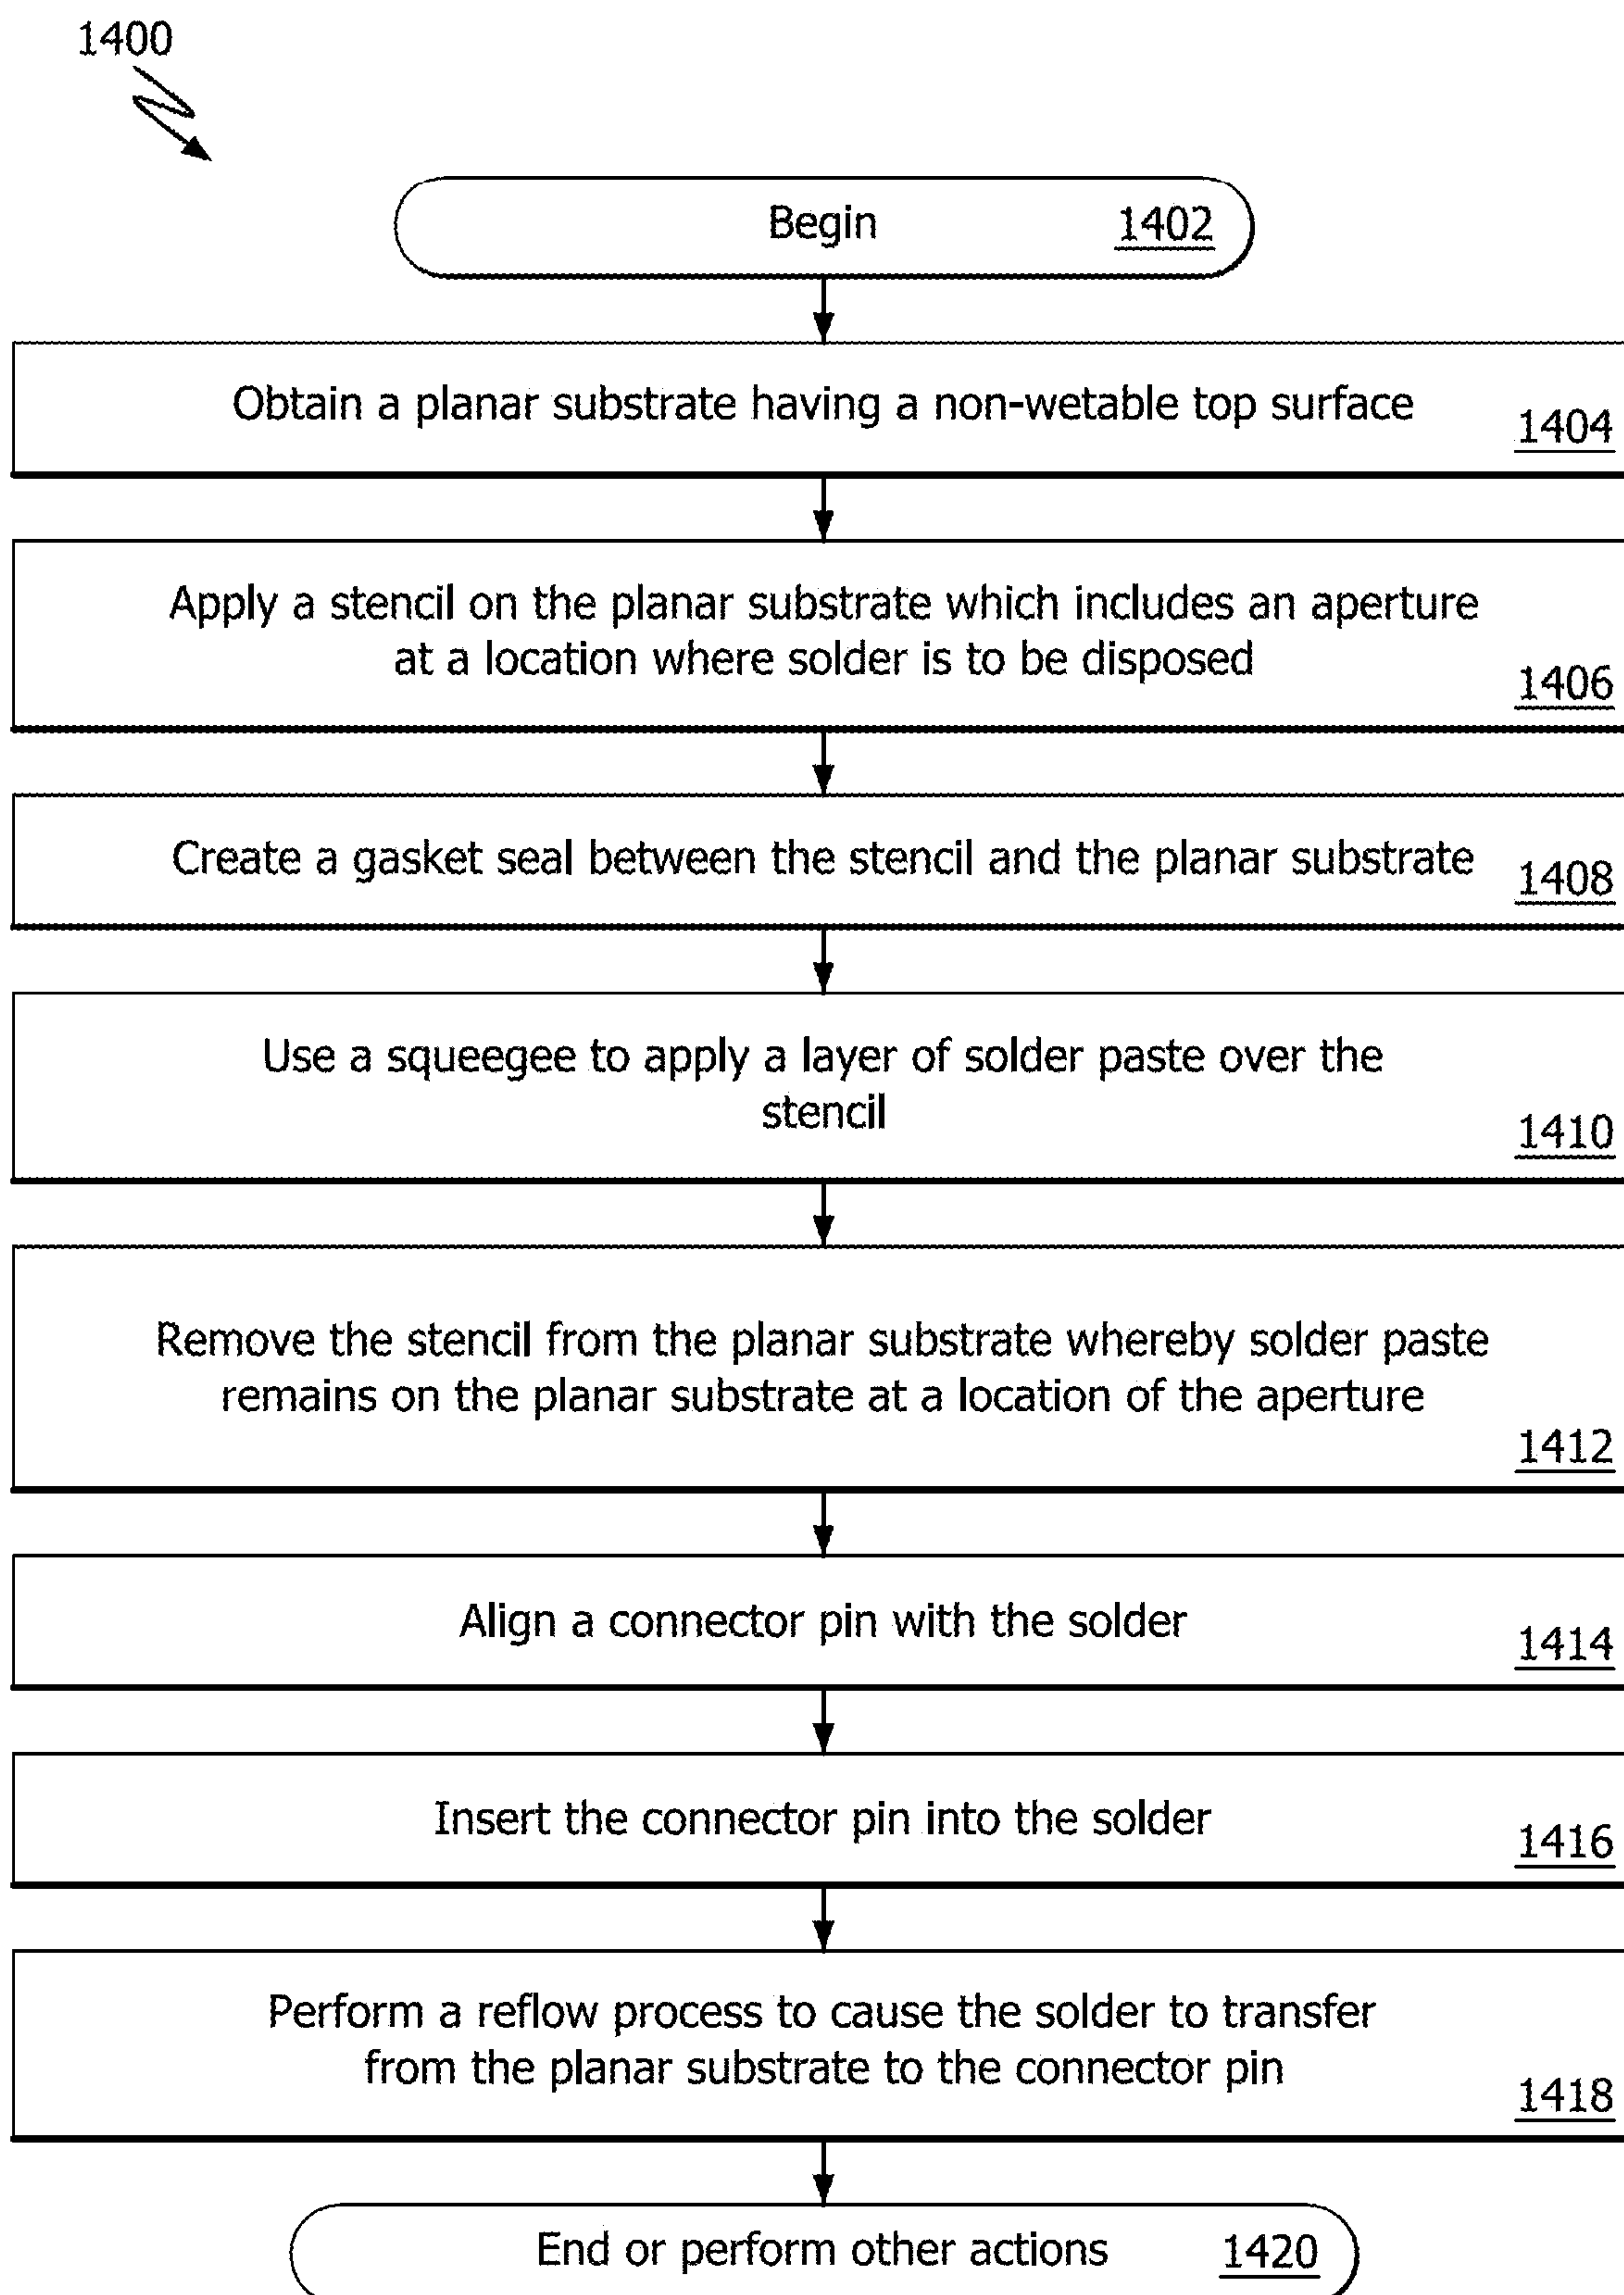 1400
Begin 1402
Obtain a planar substrate having a non-wetable top surface 1404
Apply a stencil on the planar substrate which includes an aperture
at a location where solder is to be disposed
1406
Create a gasket seal between the stencil and the planar substrate 1408
Use a squeegee to apply a layer of solder paste over the
stencil
1410
Remove the stencil from the planar substrate whereby solder paste
remains on the planar substrate at a location of the aperture
1412
Align a connector pin with the solder 1414
Insert the connector pin into the solder 1416
Perform a reflow process to cause the solder to transfer
from the planar substrate to the connector pin
1418
End or perform other actions 1420